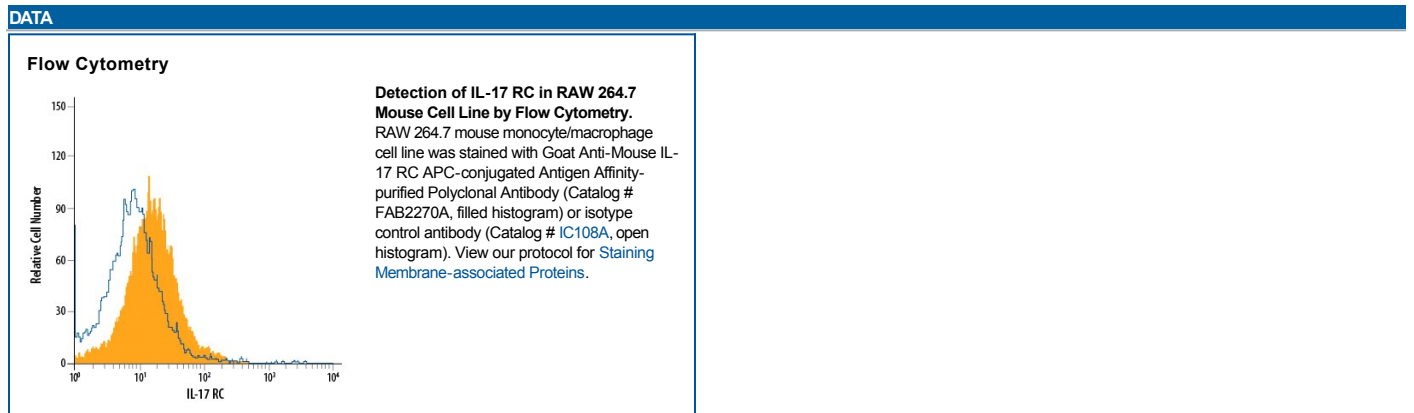 DATA
Flow Cytometry
150
120
90
60
30
0
Relative Cell Number
10⁰ 10¹ 10² 10³ 10⁴
IL-17 RC
Detection of IL-17 RC in RAW 264.7
Mouse Cell Line by Flow Cytometry.
RAW 264.7 mouse monocyte/macrophage
cell line was stained with Goat Anti-Mouse IL-
17 RC APC-conjugated Antigen Affinity-
purified Polyclonal Antibody (Catalog #
FAB2270A, filled histogram) or isotype
control antibody (Catalog # IC108A, open
histogram). View our protocol for Staining
Membrane-associated Proteins.